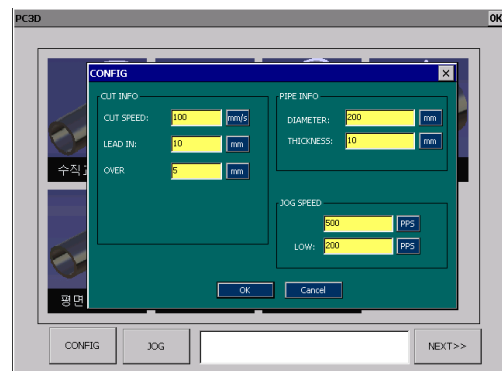 PC3D OK
CONFIG ×
CUT INFO
CUT SPEED: 100 mm/s
LEAD IN: 10 mm
OVER 5 mm
PIPE INFO
DIAMETER: 200 mm
THICKNESS: 10 mm
JOG SPEED
500 PPS
LOW: 200 PPS
OK Cancel
수직
평면
CONFIG JOG NEXT>>